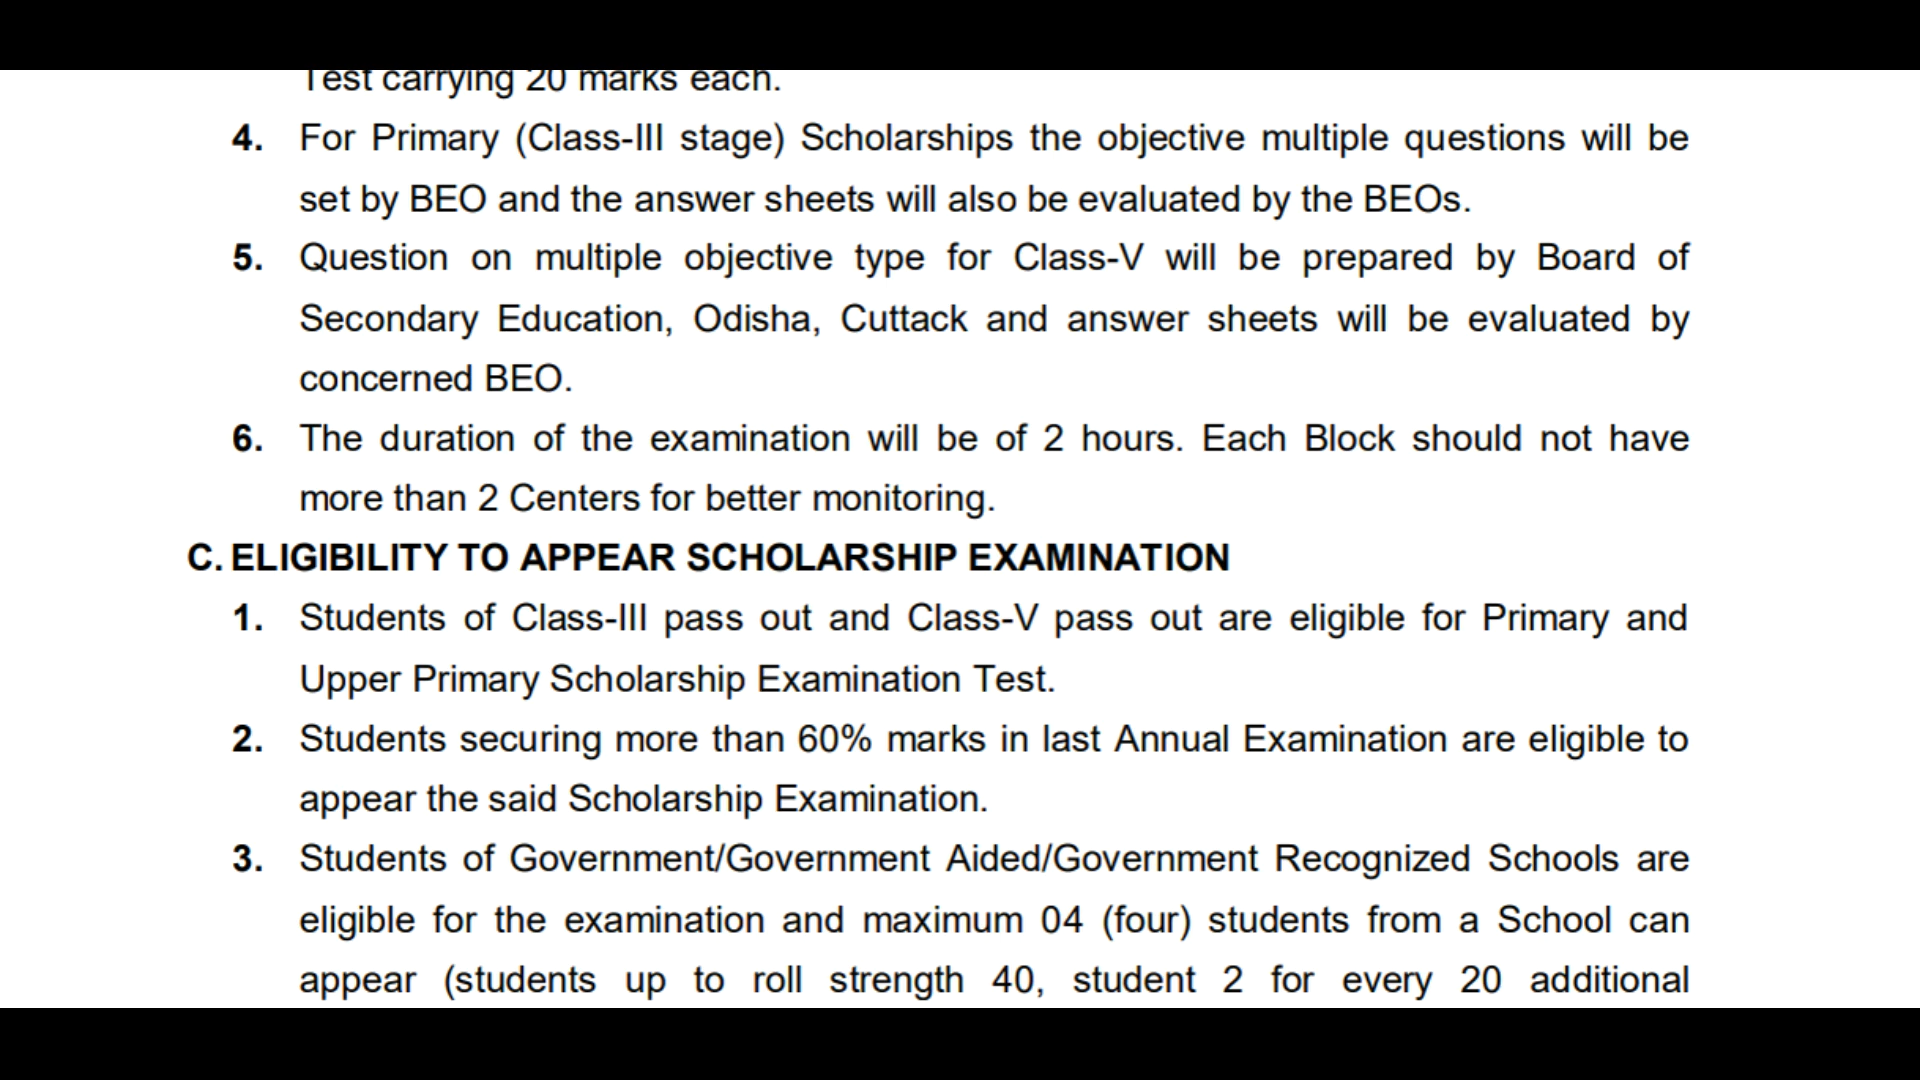 Test carrying 20 marks each.
4. For Primary (Class-III stage) Scholarships the objective multiple questions will be
set by BEO and the answer sheets will also be evaluated by the BEOs.
5. Question on multiple objective type for Class-V will be prepared by Board of
Secondary Education, Odisha, Cuttack and answer sheets will be evaluated by
concerned BEO.
6. The duration of the examination will be of 2 hours. Each Block should not have
more than 2 Centers for better monitoring.
C. ELIGIBILITY TO APPEAR SCHOLARSHIP EXAMINATION
1. Students of Class-III pass out and Class-V pass out are eligible for Primary and
Upper Primary Scholarship Examination Test.
2. Students securing more than 60% marks in last Annual Examination are eligible to
appear the said Scholarship Examination.
3. Students of Government/Government Aided/Government Recognized Schools are
eligible for the examination and maximum 04 (four) students from a School can
appear (students up to roll strength 40, student 2 for every 20 additional